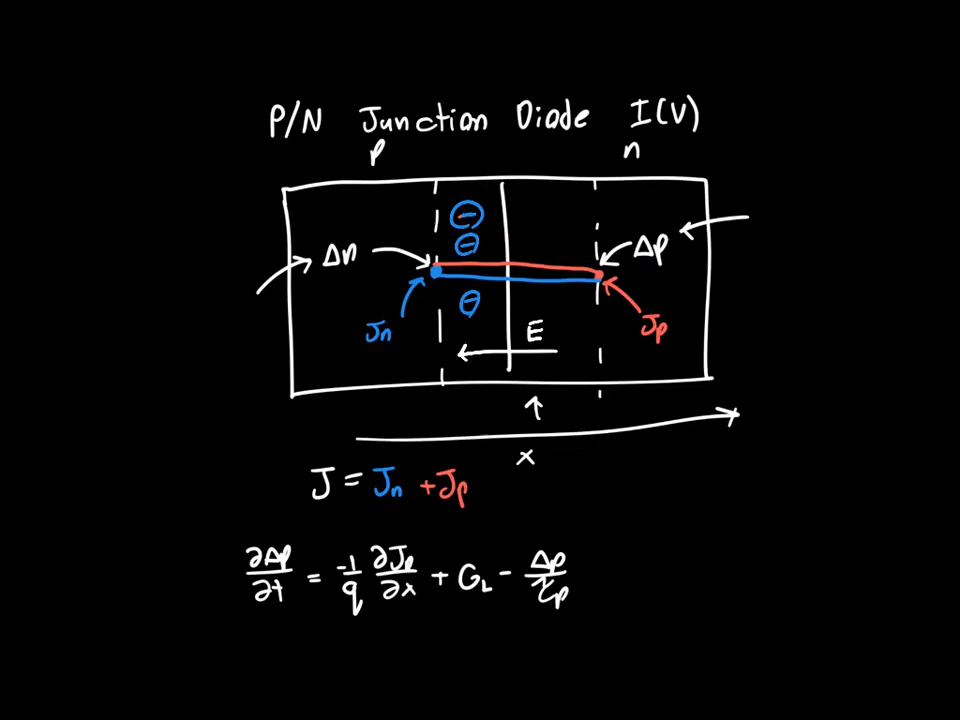 P/N Junction Diode I(V)
p n
⊖
⊖
Δn Δp
⊖
Jn E Jp
x
J = Jn + Jp
∂Δp/∂t = -1/q ∂Jp/∂x + GL - Δp/τp